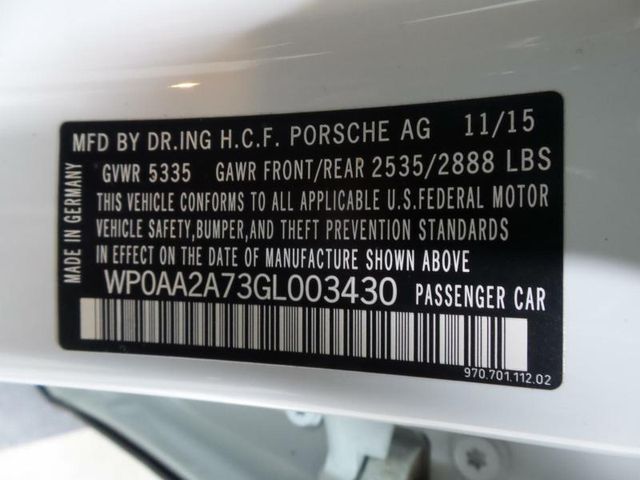 MFD BY DR.ING H.C.F. PORSCHE AG 11/15
GVWR 5335 GAWR FRONT/REAR 2535/2888 LBS
THIS VEHICLE CONFORMS TO ALL APPLICABLE U.S.FEDERAL MOTOR
VEHICLE SAFETY,BUMPER,AND THEFT PREVENTION STANDARDS
IN EFFECT ON THE DATE OF MANUFACTURE SHOWN ABOVE
WP0AA2A73GL003430 PASSENGER CAR
970.701.112.02
MADE IN GERMANY